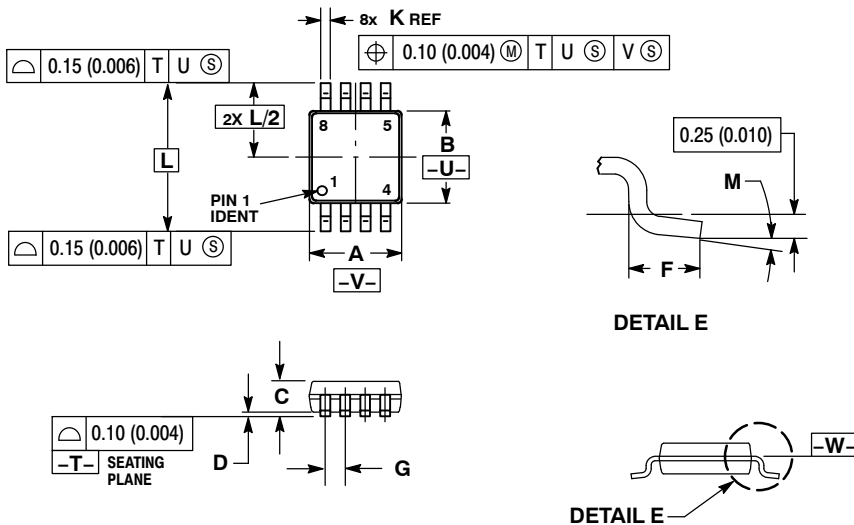 8x K REF
⌖ 0.10 (0.004) Ⓜ T U Ⓢ V Ⓢ
⌓ 0.15 (0.006) T U Ⓢ
2X L/2
8 5
B
–U–
L
1 4
PIN 1
IDENT
⌓ 0.15 (0.006) T U Ⓢ
A
–V–
0.25 (0.010)
M
F
DETAIL E
C
⌓ 0.10 (0.004)
–T– SEATING
PLANE
D
G
–W–
DETAIL E